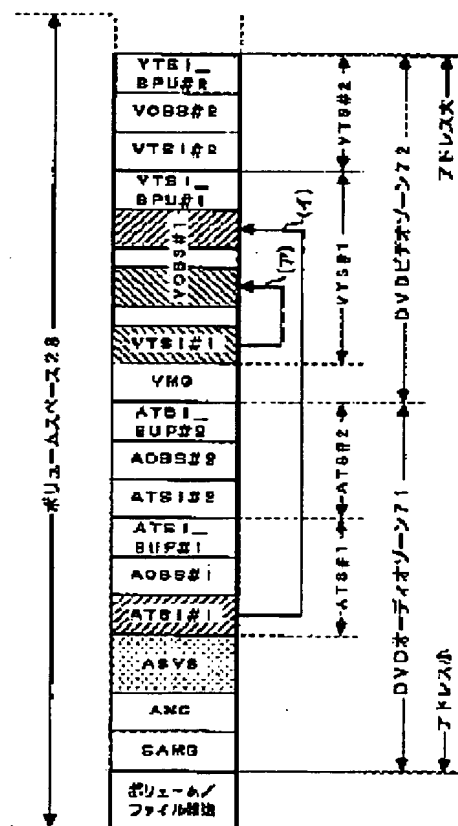 VTSI_
BPU#2
VOBS#2
VTSI#2
VTSI_
BPU#1
VOBS#1
VTSI#1
VMG
ATSI_
BUP#2
AOBS#2
ATSI#2
ATSI_
BUP#1
AOBS#1
ATSI#1
ASVS
AMG
SAMG
ボリューム/
ファイル構造
ボリュームスペース28
(イ)
(ア)
VTS#2
VTS#1
ATS#2
ATS#1
DVDビデオゾーン72
DVDオーディオゾーン71
アドレス大
アドレス小